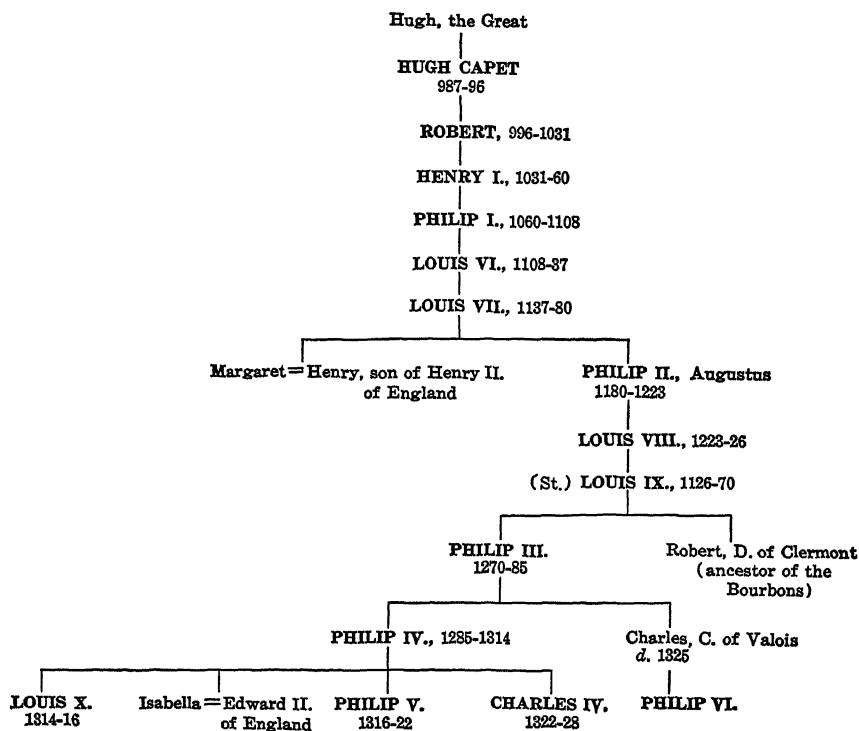 Hugh, the Great
HUGH CAPET
987-96
ROBERT, 996-1031
HENRY I., 1031-60
PHILIP I., 1060-1108
LOUIS VI., 1108-37
LOUIS VII., 1137-80
Margaret = Henry, son of Henry II.
of England
PHILIP II., Augustus
1180-1223
LOUIS VIII., 1223-26
(St.) LOUIS IX., 1126-70
PHILIP III.
1270-85
Robert, D. of Clermont
(ancestor of the
Bourbons)
PHILIP IV., 1285-1314
Charles, C. of Valois
d. 1325
LOUIS X.
1314-16
Isabella = Edward II.
of England
PHILIP V.
1316-22
CHARLES IV.
1322-28
PHILIP VI.